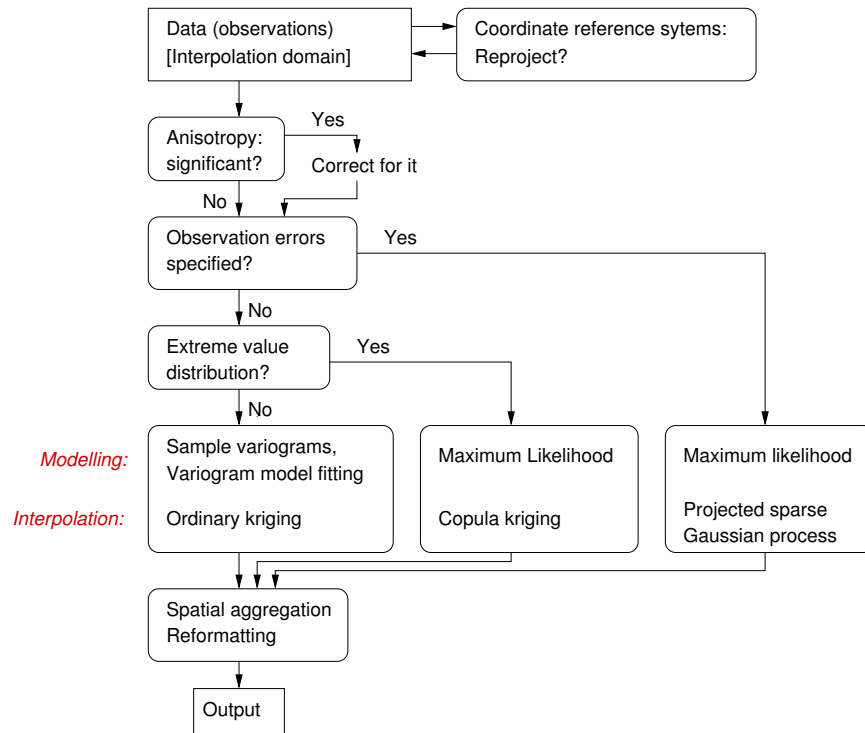 Data (observations)
[Interpolation domain]
Coordinate reference sytems:
Reproject?
Anisotropy:
significant?
Yes
Correct for it
No
Observation errors
specified?
Yes
No
Extreme value
distribution?
Yes
No
Modelling:
Sample variograms,
Variogram model fitting
Maximum Likelihood
Maximum likelihood
Interpolation:
Ordinary kriging
Copula kriging
Projected sparse
Gaussian process
Spatial aggregation
Reformatting
Output